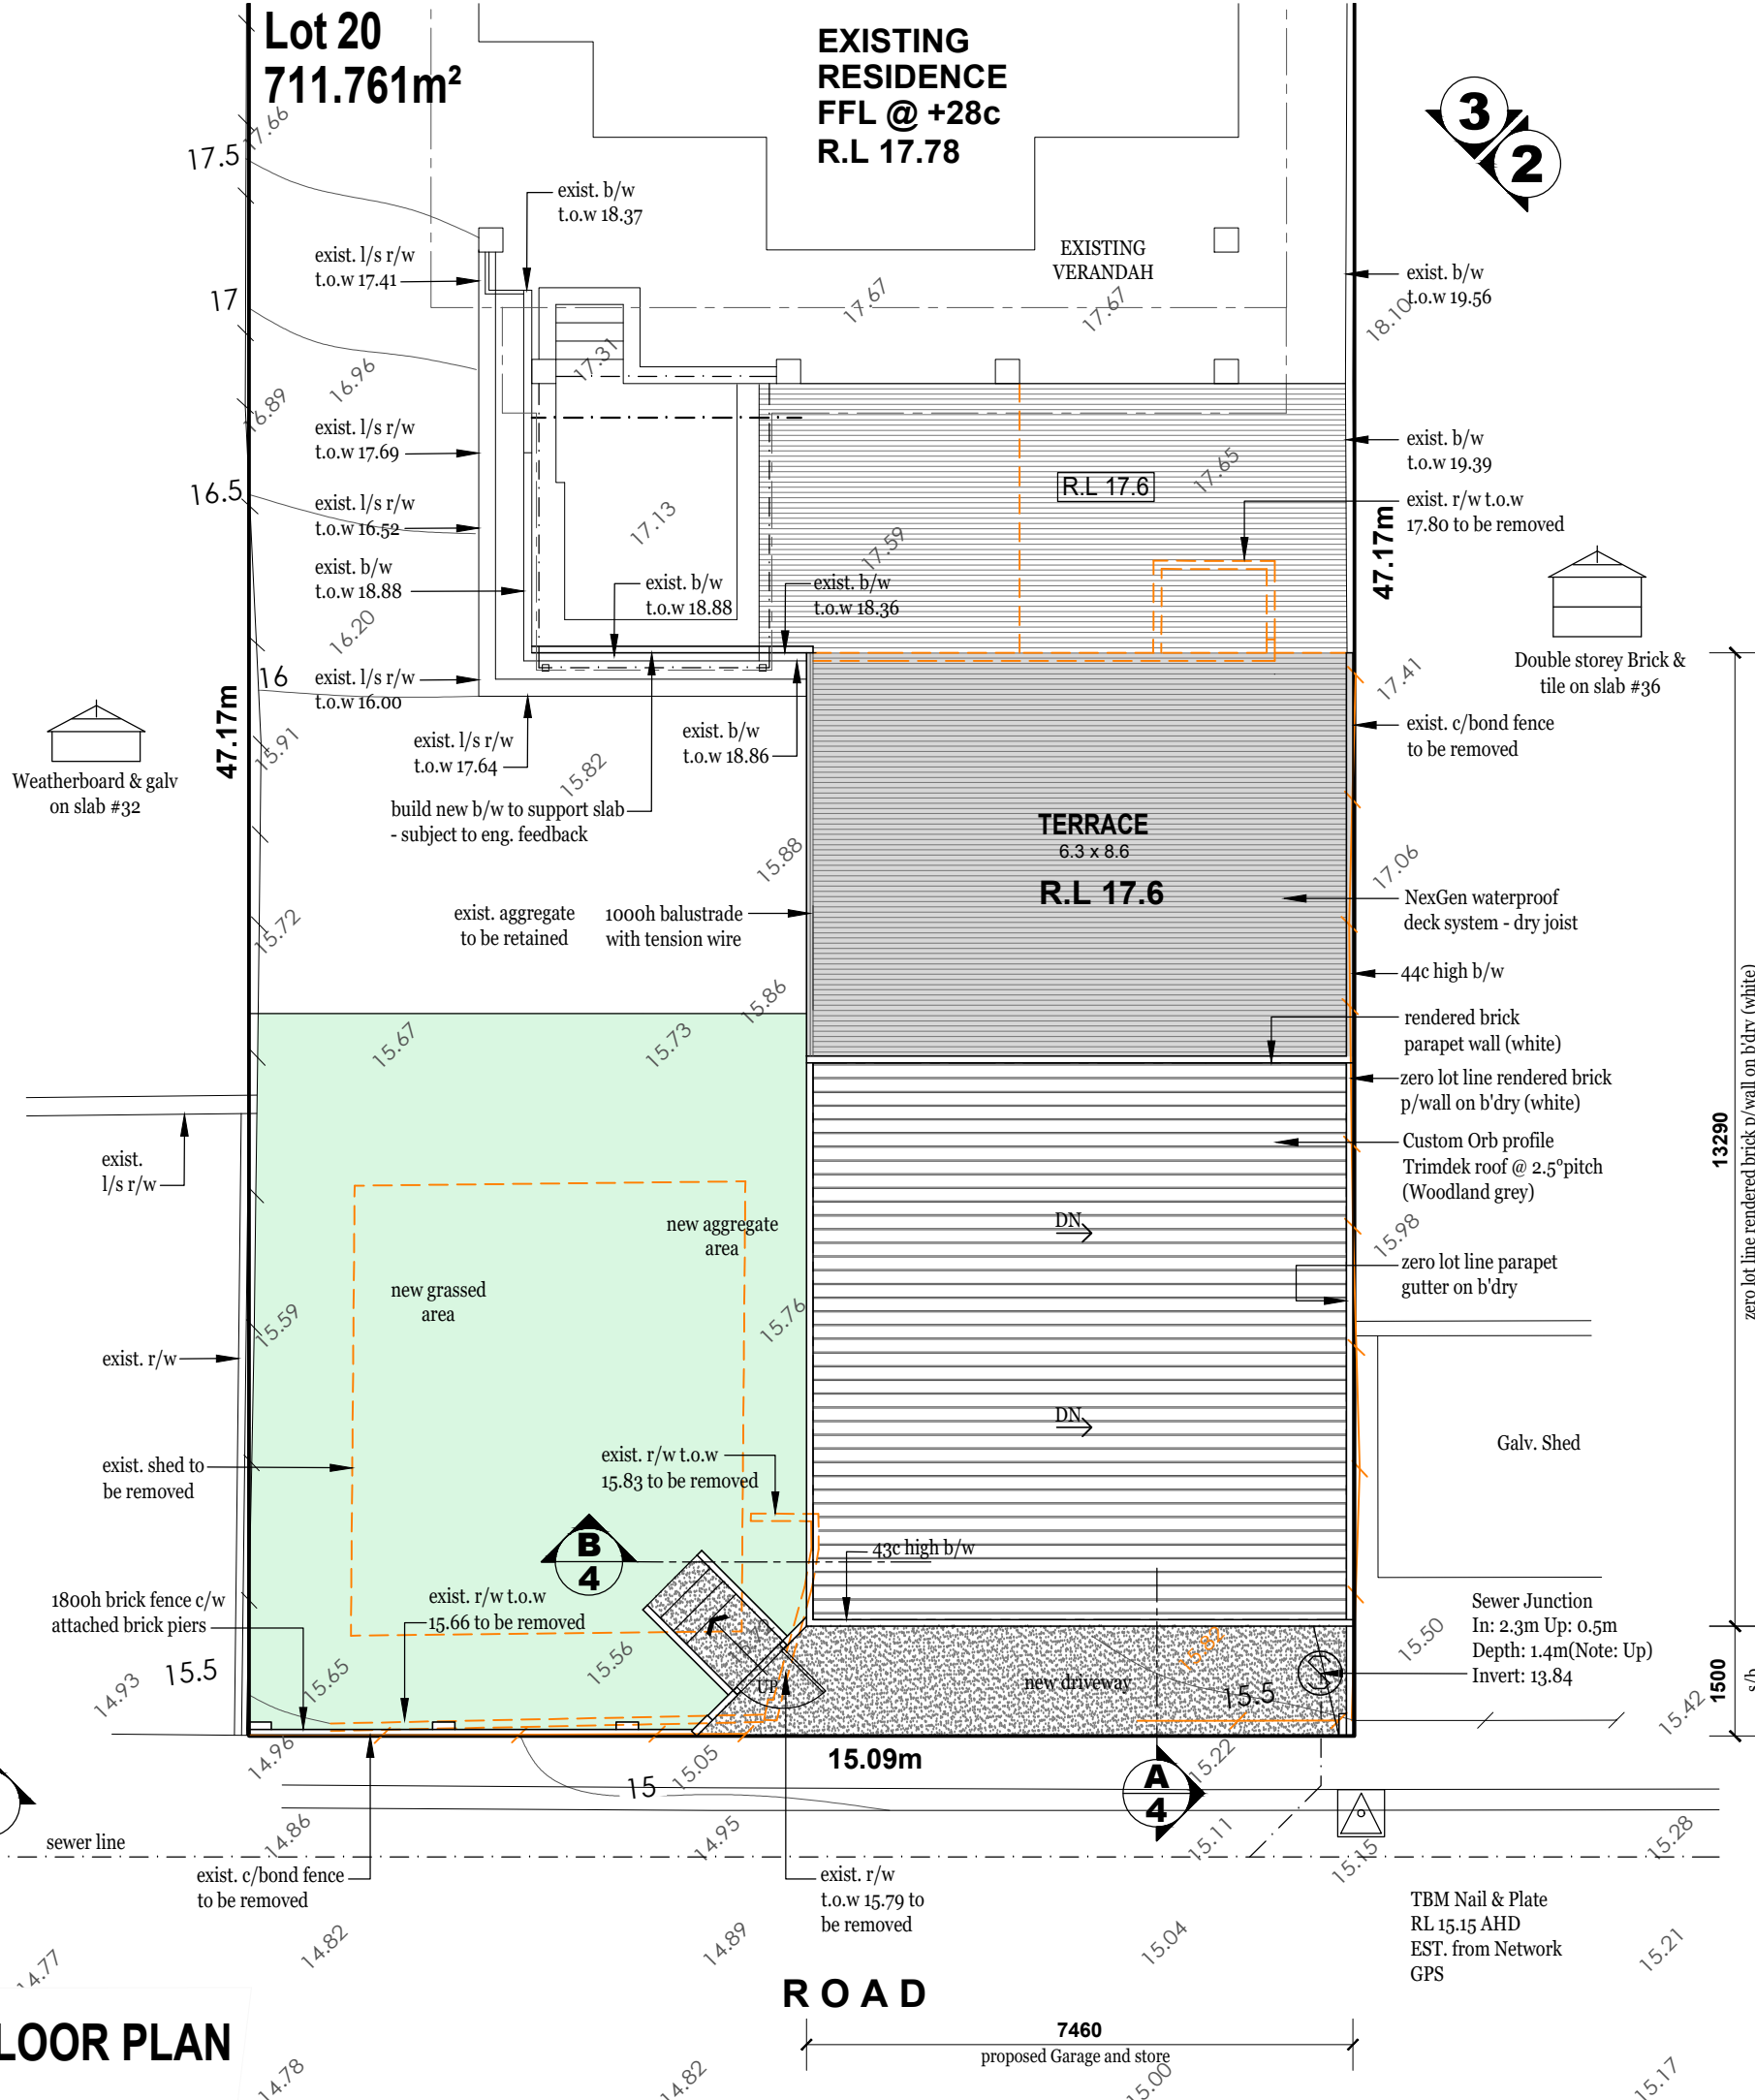 Lot 20
711.761m²
EXISTING
RESIDENCE
FFL @ +28c
R.L 17.78
3
2
17.66
17.5
exist. b/w
t.o.w 18.37
EXISTING
VERANDAH
exist. l/s r/w
t.o.w 17.41
exist. b/w
t.o.w 19.56
17
17.67
17.67
18.10
17.31
16.96
16.89
exist. l/s r/w
t.o.w 17.69
exist. b/w
t.o.w 19.39
R.L 17.6
17.65
16.5
exist. l/s r/w
t.o.w 16.52
17.13
17.59
exist. r/w t.o.w
17.80 to be removed
47.17m
exist. b/w
t.o.w 18.88
exist. b/w
t.o.w 18.88
exist. b/w
t.o.w 18.36
16.20
16
exist. l/s r/w
t.o.w 16.00
Double storey Brick &
tile on slab #36
17.41
47.17m
15.91
Weatherboard & galv
on slab #32
exist. l/s r/w
t.o.w 17.64
exist. b/w
t.o.w 18.86
15.82
exist. c/bond fence
to be removed
build new b/w to support slab
- subject to eng. feedback
TERRACE
6.3 x 8.6
R.L 17.6
15.88
17.06
15.72
exist. aggregate
to be retained
1000h balustrade
with tension wire
NexGen waterproof
deck system - dry joist
44c high b/w
15.86
15.67
15.73
rendered brick
parapet wall (white)
zero lot line rendered brick
p/wall on b'dry (white)
13290
zero lot line rendered brick p/wall on b'dry (white)
exist.
l/s r/w
Custom Orb profile
Trimdek roof @ 2.5°pitch
(Woodland grey)
new aggregate
area
DN
15.98
new grassed
area
zero lot line parapet
gutter on b'dry
15.59
15.76
exist. r/w
DN
Galv. Shed
exist. shed to
be removed
exist. r/w t.o.w
15.83 to be removed
B
4
43c high b/w
1800h brick fence c/w
attached brick piers
exist. r/w t.o.w
15.66 to be removed
Sewer Junction
In: 2.3m Up: 0.5m
Depth: 1.4m(Note: Up)
Invert: 13.84
15.50
14.93
15.5
15.65
15.56
UP
15.82
new driveway
15.5
1500
s/b
15.42
14.96
15
15.05
15.09m
15.22
A
4
sewer line
14.86
14.95
15.11
15.15
15.28
exist. c/bond fence
to be removed
exist. r/w
t.o.w 15.79 to
be removed
TBM Nail & Plate
RL 15.15 AHD
EST. from Network
GPS
14.77
14.82
14.89
15.04
15.21
ROAD
LOOR PLAN
7460
proposed Garage and store
14.78
14.82
15.00
15.17